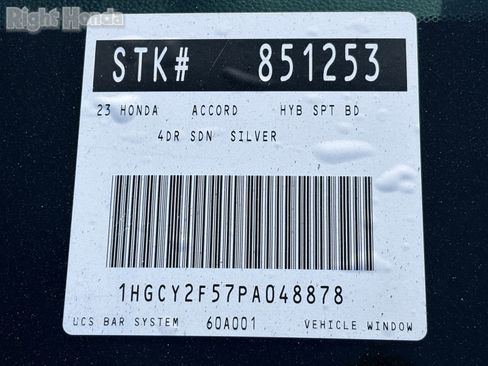 Right Honda
STK# 851253
23 HONDA ACCORD HYB SPT BD
4DR SDN SILVER
1HGCY2F57PA048878
UCS BAR SYSTEM 60A001 VEHICLE WINDOW